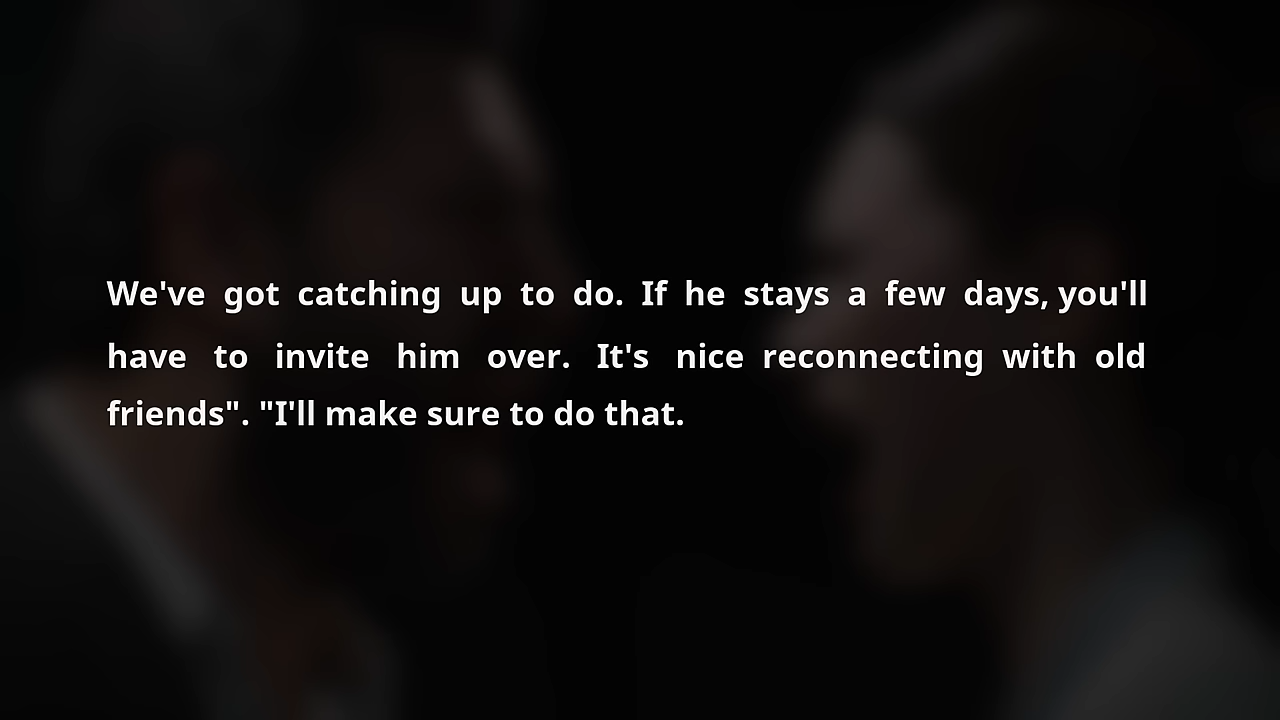 We've got catching up to do. If he stays a few days, you'll
have to invite him over. It's nice reconnecting with old
friends". "I'll make sure to do that.